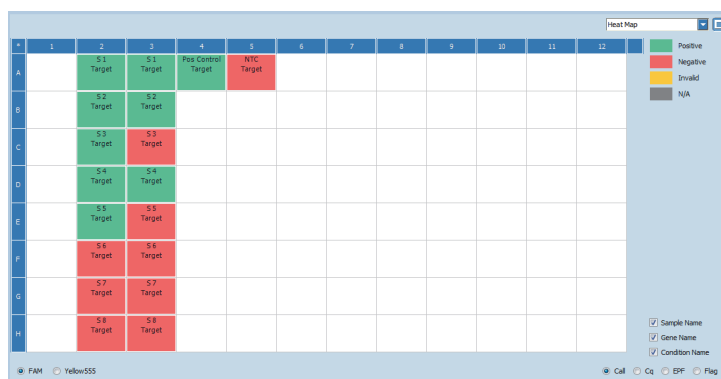 Heat Map
* 1 2 3 4 5 6 7 8 9 10 11 12
A S 1 S 1 Pos Control NTC
Target Target Target Target
B S 2 S 2
Target Target
C S 3 S 3
Target Target
D S 4 S 4
Target Target
E S 5 S 5
Target Target
F S 6 S 6
Target Target
G S 7 S 7
Target Target
H S 8 S 8
Target Target
Positive
Negative
Invalid
N/A
Sample Name
Gene Name
Condition Name
FAM Yellow555 Call Cq EPF Flag